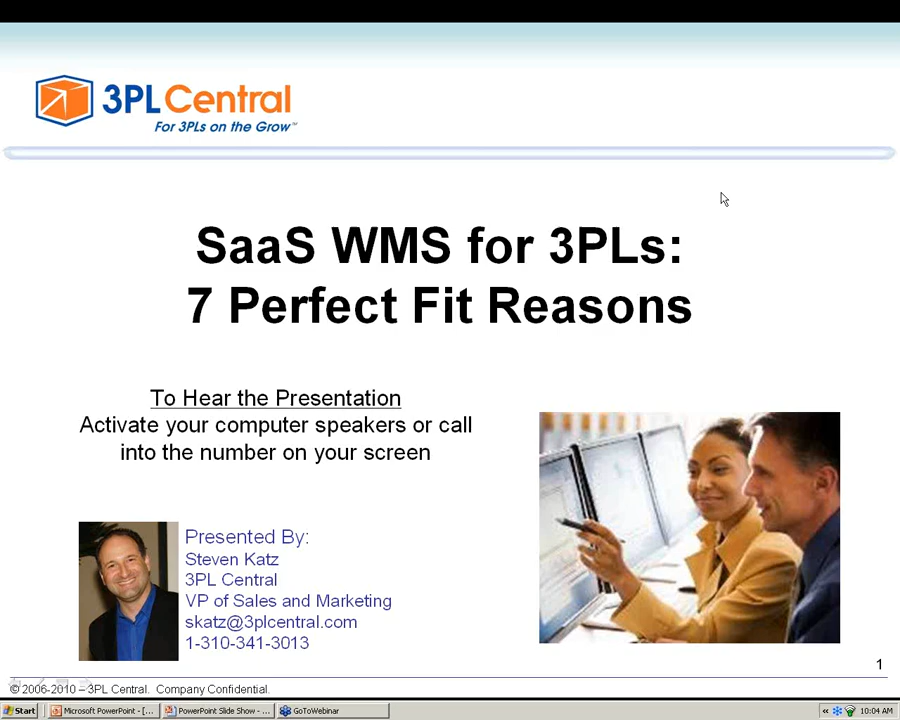 3PL Central
For 3PLs on the Grow™
SaaS WMS for 3PLs:
7 Perfect Fit Reasons
To Hear the Presentation
Activate your computer speakers or call
into the number on your screen
Presented By:
Steven Katz
3PL Central
VP of Sales and Marketing
skatz@3plcentral.com
1-310-341-3013
1
© 2006-2010 – 3PL Central. Company Confidential.
Start
Microsoft PowerPoint - [...
PowerPoint Slide Show - ...
GoToWebinar
10:04 AM